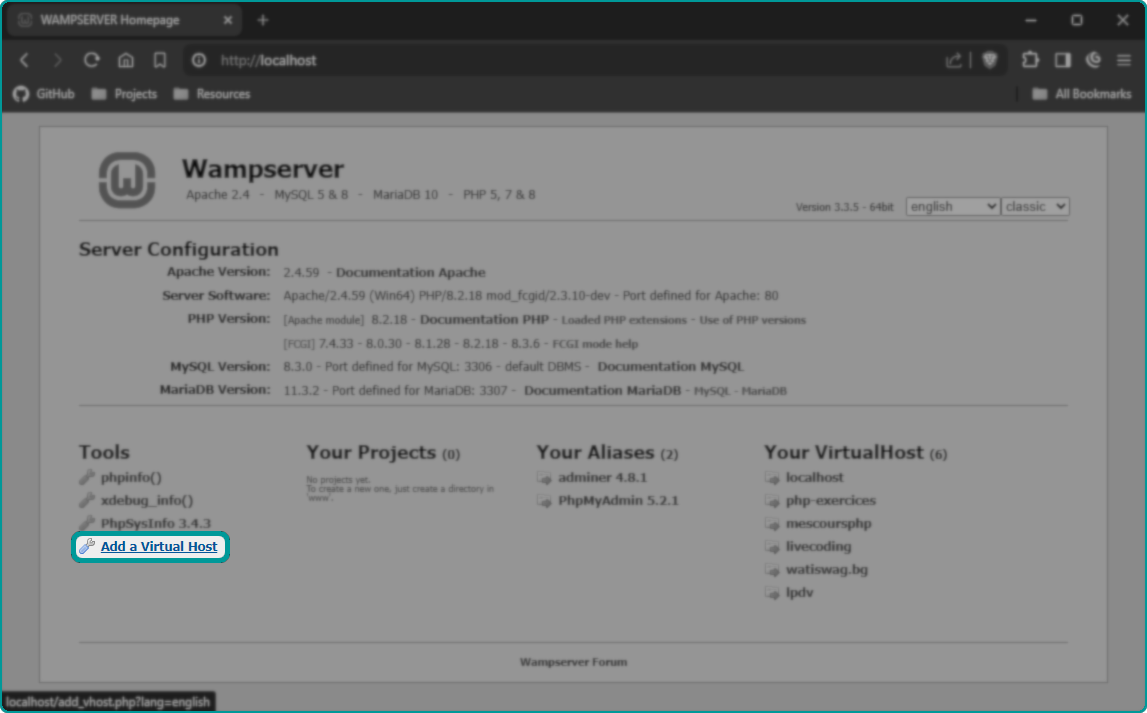 WAMPSERVER Homepage
http://localhost
GitHub Projects Resources All Bookmarks
Wampserver
Apache 2.4 - MySQL 5 & 8 - MariaDB 10 - PHP 5, 7 & 8
Version 3.3.5 - 64bit english classic
Server Configuration
Apache Version: 2.4.59 - Documentation Apache
Server Software: Apache/2.4.59 (Win64) PHP/8.2.18 mod_fcgid/2.3.10-dev - Port defined for Apache: 80
PHP Version: [Apache module] 8.2.18 - Documentation PHP - Loaded PHP extensions - Use of PHP versions
[FCGI] 7.4.33 - 8.0.30 - 8.1.28 - 8.2.18 - 8.3.6 - FCGI mode help
MySQL Version: 8.3.0 - Port defined for MySQL: 3306 - default DBMS - Documentation MySQL
MariaDB Version: 11.3.2 - Port defined for MariaDB: 3307 - Documentation MariaDB - MySQL - MariaDB
Tools
phpinfo()
xdebug_info()
PhpSysInfo 3.4.3
Add a Virtual Host
Your Projects (0)
No projects yet.
To create a new one, just create a directory in
'www'.
Your Aliases (2)
adminer 4.8.1
PhpMyAdmin 5.2.1
Your VirtualHost (6)
localhost
php-exercices
mescoursphp
livecoding
watiswag.bg
lpdv
Wampserver Forum
localhost/add_vhost.php?lang=english